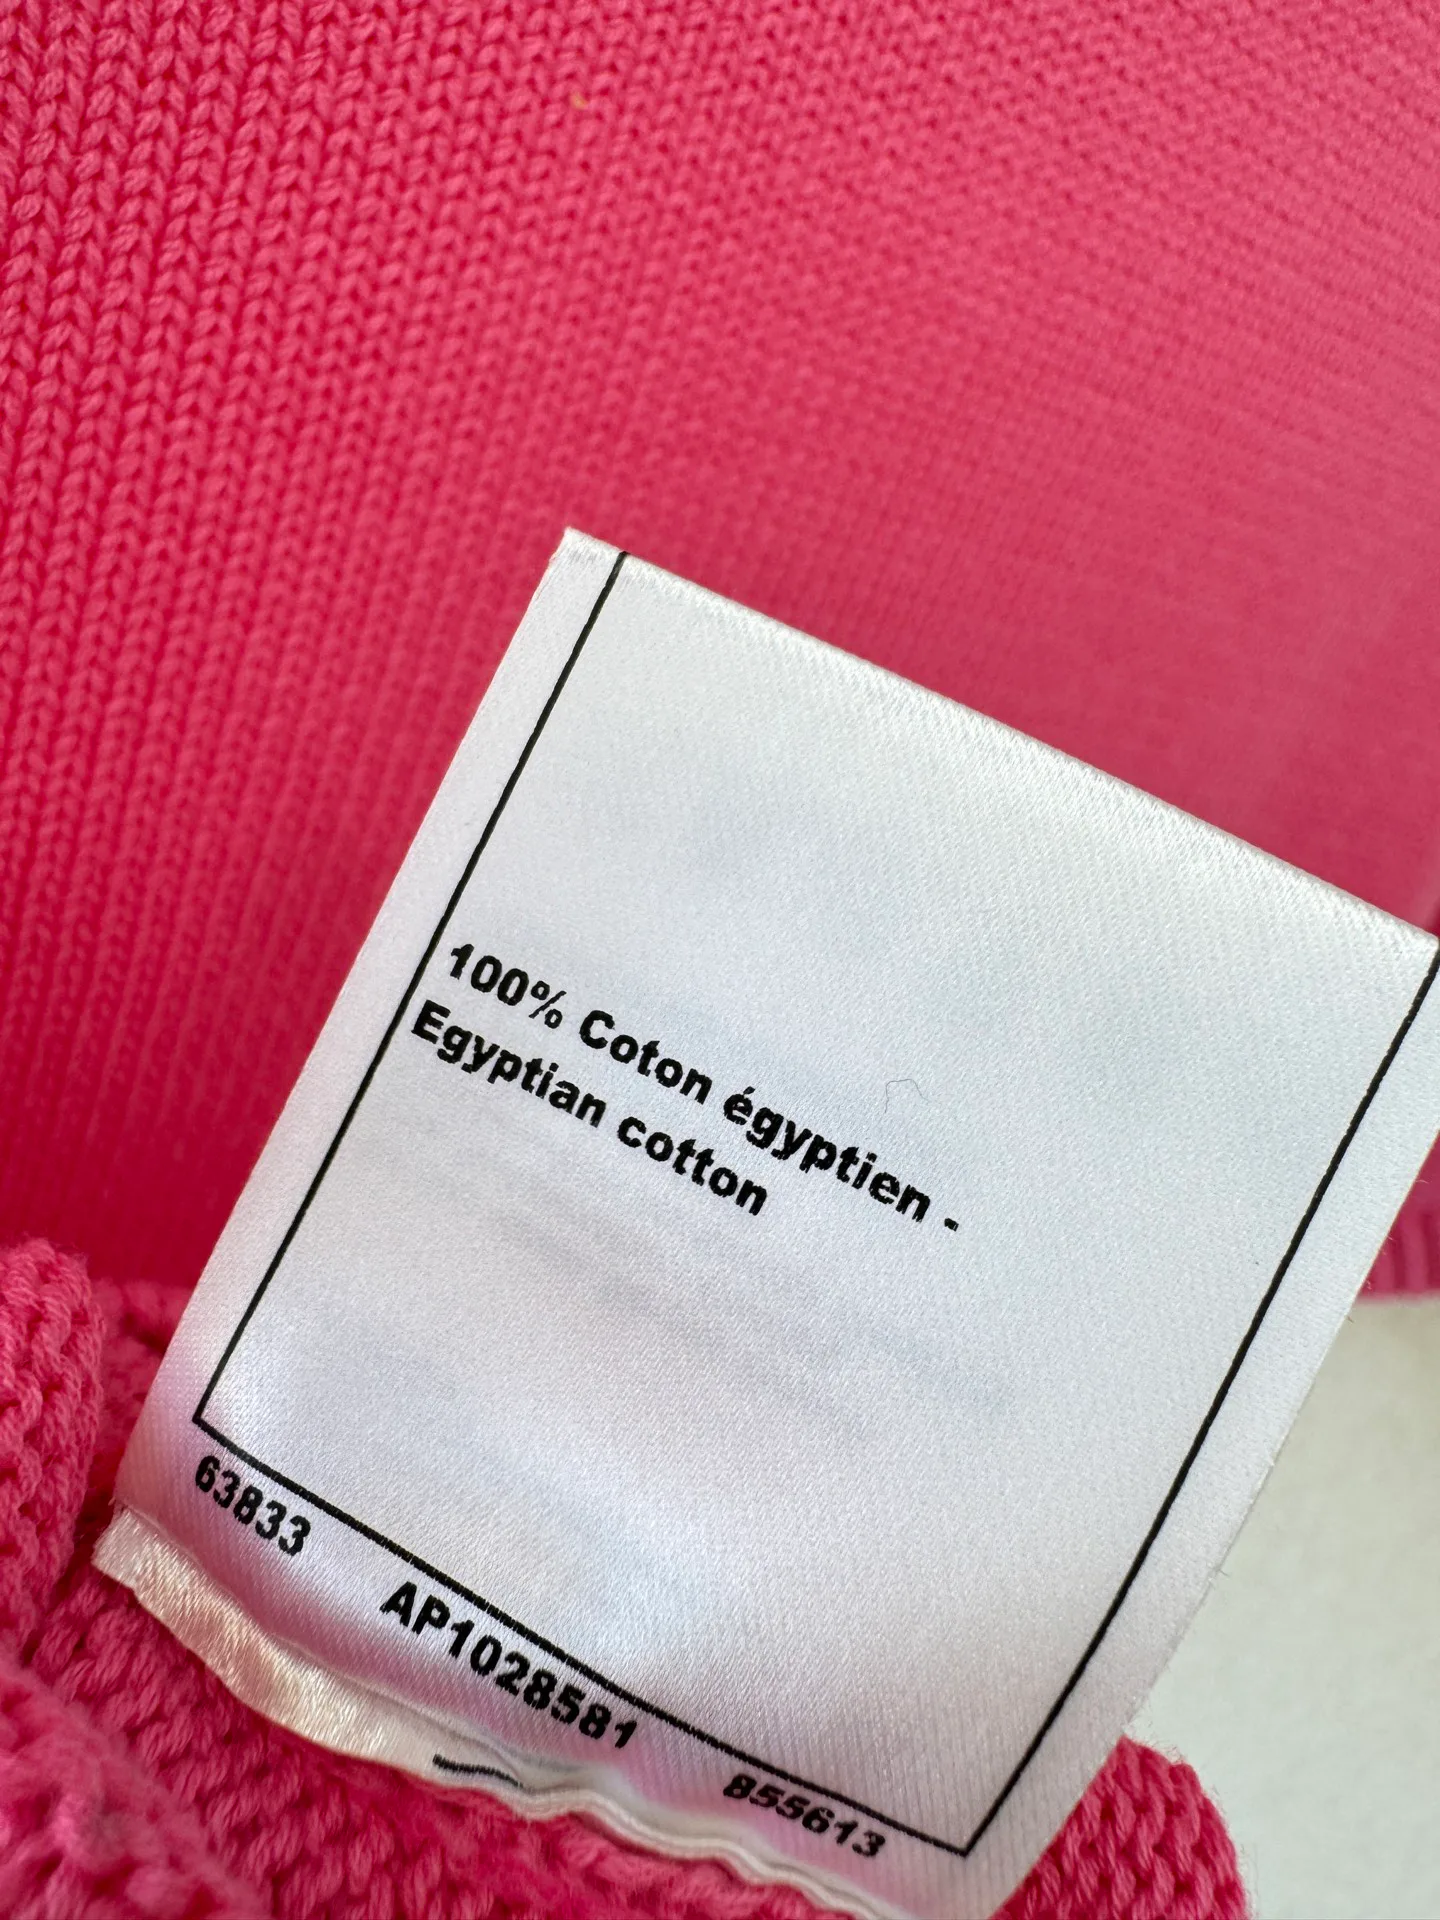 100% Coton égyptien -
Egyptian cotton
63833
AP1028581
855613